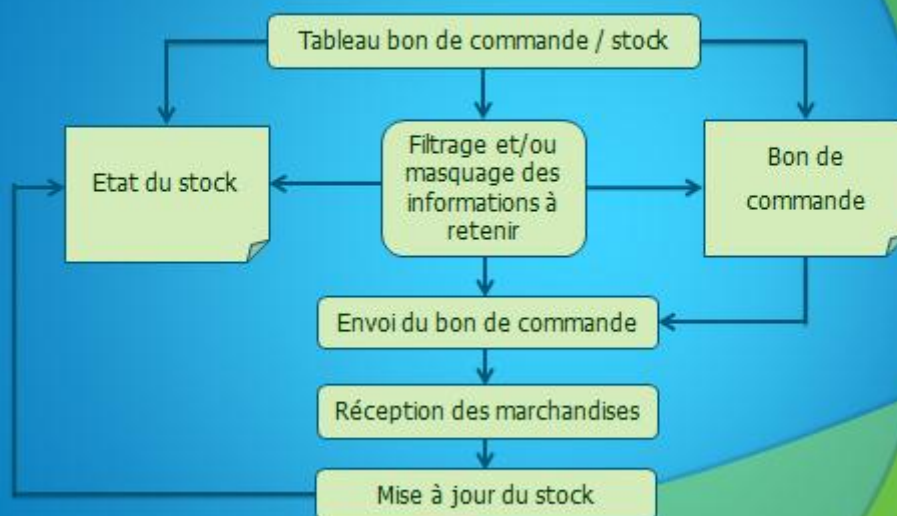 Tableau bon de commande / stock
Etat du stock
Filtrage et/ou
masquage des
informations à
retenir
Bon de
commande
Envoi du bon de commande
Réception des marchandises
Mise à jour du stock